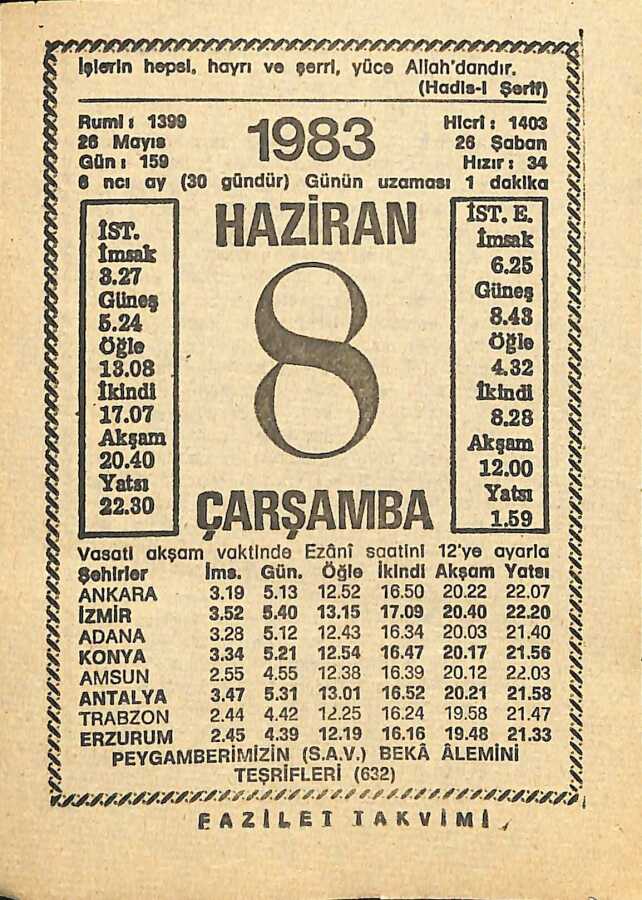 İşlerin hepsi, hayrı ve şerri, yüce Allah'dandır.
(Hadis-i Şerif)
Rumî: 1399
26 Mayıs
Gün: 159
1983
Hicrî: 1403
26 Şaban
Hızır: 34
6 ncı ay (30 gündür) Günün uzaması 1 dakika
HAZİRAN
8
ÇARŞAMBA
İST.
İmsak
3.27
Güneş
5.24
Öğle
13.08
İkindi
17.07
Akşam
20.40
Yatsı
22.30
İST. E.
İmsak
6.25
Güneş
8.43
Öğle
4.32
İkindi
8.28
Akşam
12.00
Yatsı
1.59
Vasati akşam vaktinde Ezânî saatini 12'ye ayarla
Şehirler İms. Gün. Öğle İkindi Akşam Yatsı
ANKARA 3.19 5.13 12.52 16.50 20.22 22.07
İZMİR 3.52 5.40 13.15 17.09 20.40 22.20
ADANA 3.28 5.12 12.43 16.34 20.03 21.40
KONYA 3.34 5.21 12.54 16.47 20.17 21.56
AMSUN 2.55 4.55 12.38 16.39 20.12 22.03
ANTALYA 3.47 5.31 13.01 16.52 20.21 21.58
TRABZON 2.44 4.42 12.25 16.24 19.58 21.47
ERZURUM 2.45 4.39 12.19 16.16 19.48 21.33
PEYGAMBERİMİZİN (S.A.V.) BEKÂ ÂLEMİNİ
TEŞRİFLERİ (632)
FAZİLET TAKVİMİ